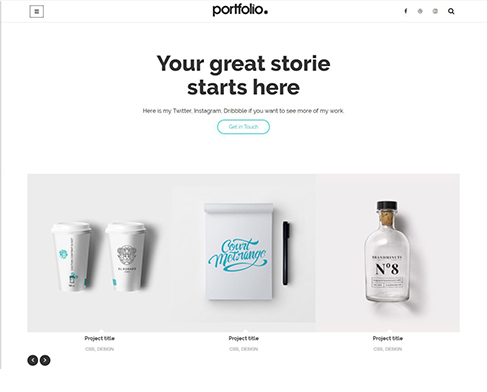 portfolio.
Your great storie
starts here
Here is my Twitter, Instagram, Dribbble if you want to see more of my work.
Get in Touch
Court
Metrange
BRANDMINUTE
Nº8
Project title
CSS, DESIGN
Project title
CSS, DESIGN
Project title
CSS, DESIGN